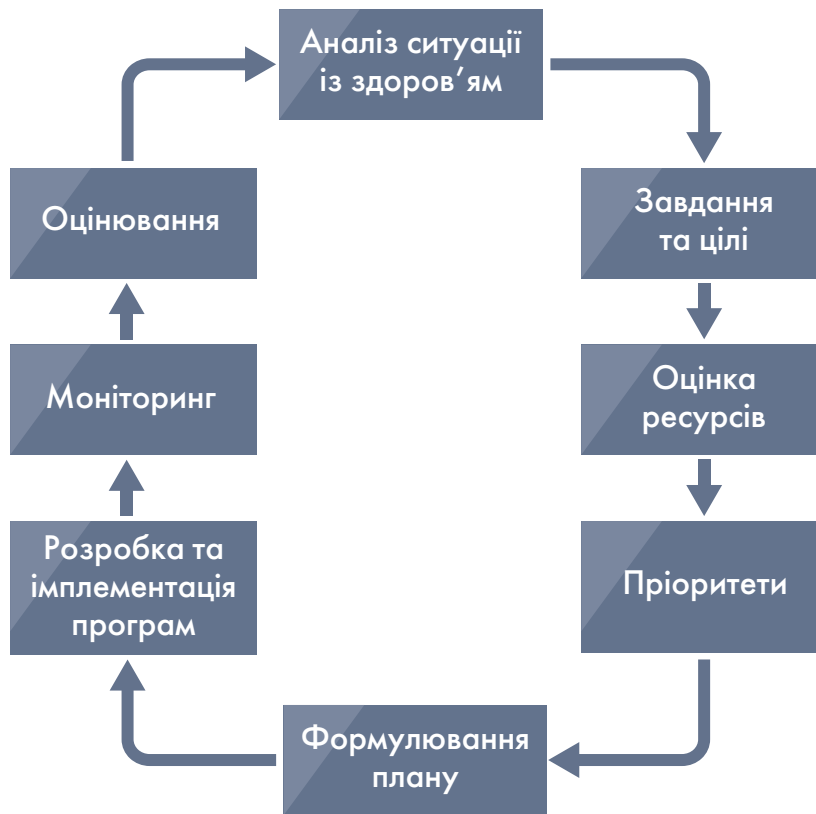 Аналіз ситуації
із здоров’ям
Завдання
та цілі
Оцінка
ресурсів
Пріоритети
Формулювання
плану
Розробка та
імплементація
програм
Моніторинг
Оцінювання